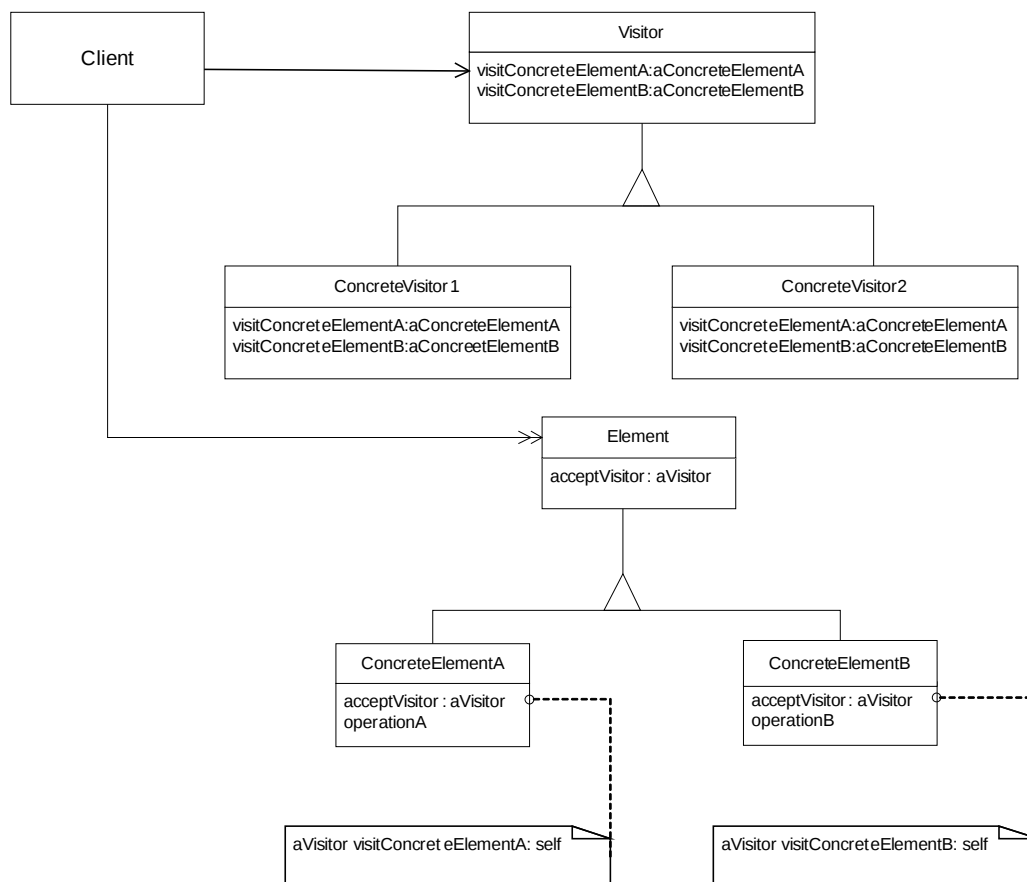 Client
Visitor
visitConcreteElementA:aConcreteElementA
visitConcreteElementB:aConcreteElementB
ConcreteVisitor1
visitConcreteElementA:aConcreteElementA
visitConcreteElementB:aConcreetElementB
ConcreteVisitor2
visitConcreteElementA:aConcreteElementA
visitConcreteElementB:aConcreteElementB
Element
acceptVisitor: aVisitor
ConcreteElementA
acceptVisitor: aVisitor
operationA
ConcreteElementB
acceptVisitor: aVisitor
operationB
aVisitor visitConcreteElementA: self
aVisitor visitConcreteElementB: self